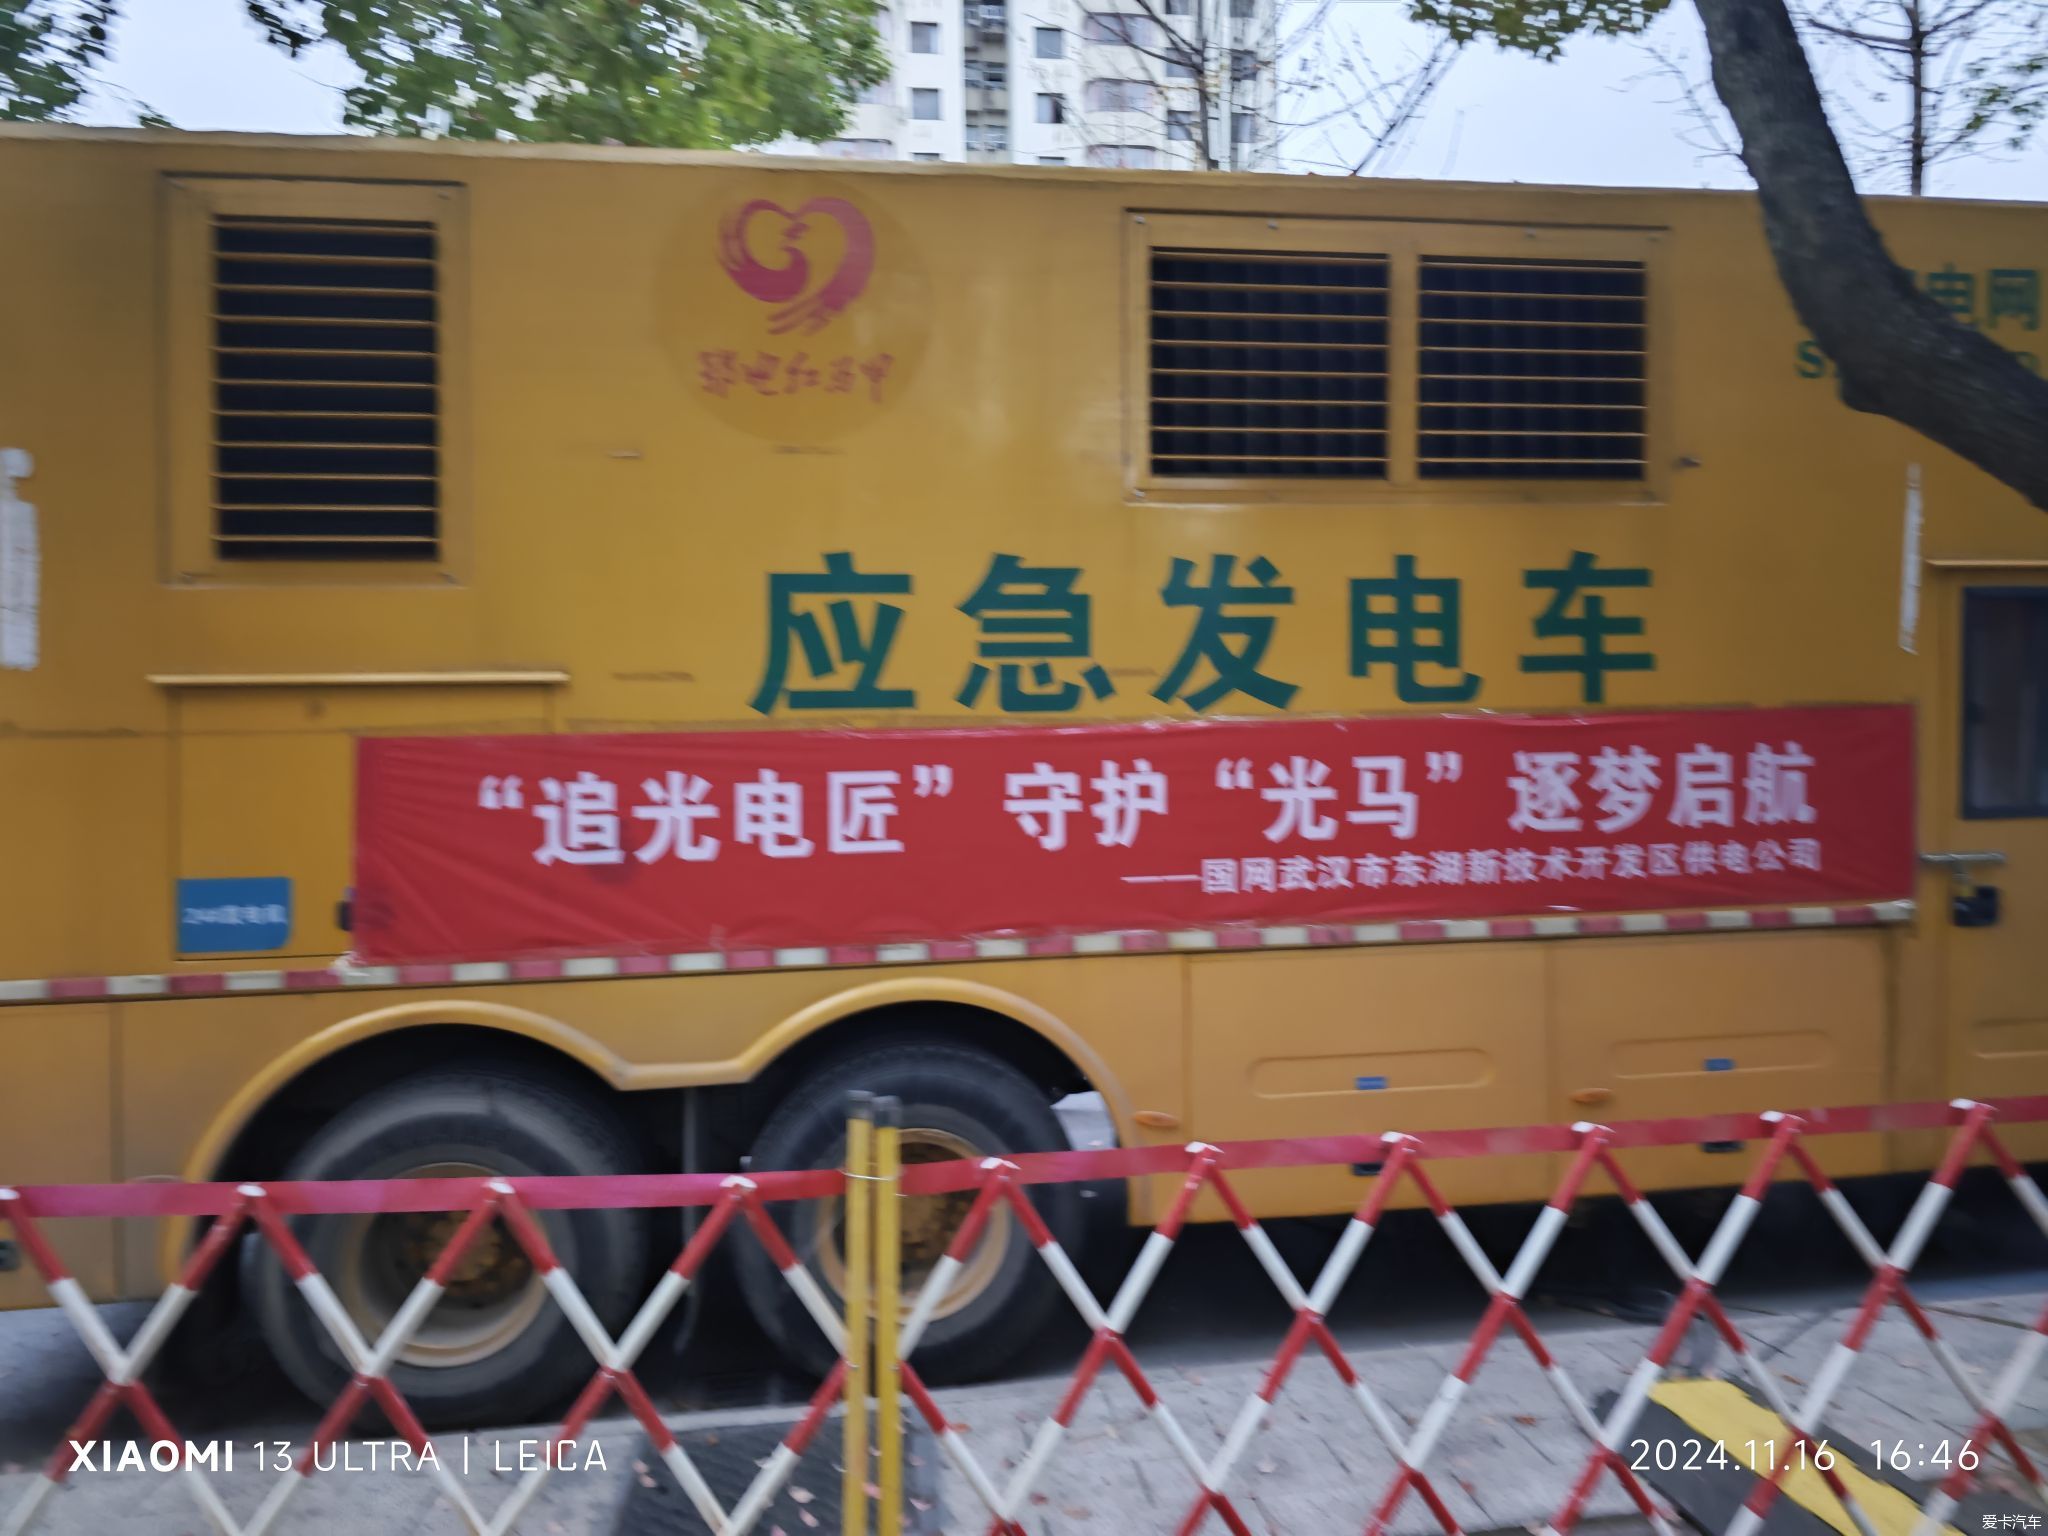 电网
应急发电车
“追光电匠” 守护 “光马” 逐梦启航
——国网武汉市东湖新技术开发区供电公司
XIAOMI 13 ULTRA | LEICA
2024.11.16 16:46
爱卡汽车